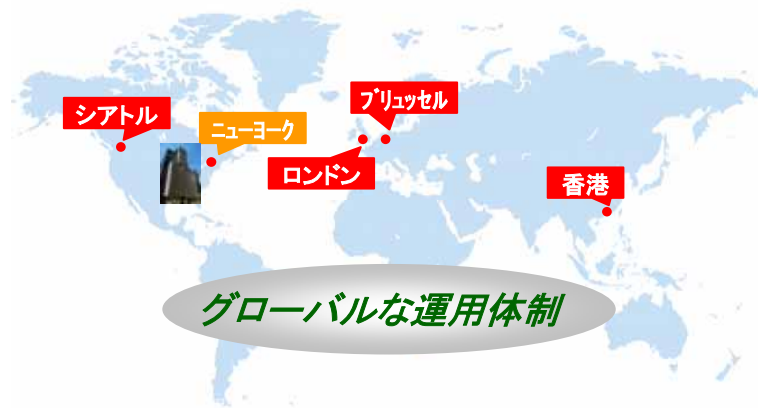 ブリュッセル
シアトル
ニューヨーク
ロンドン
香港
グローバルな運用体制